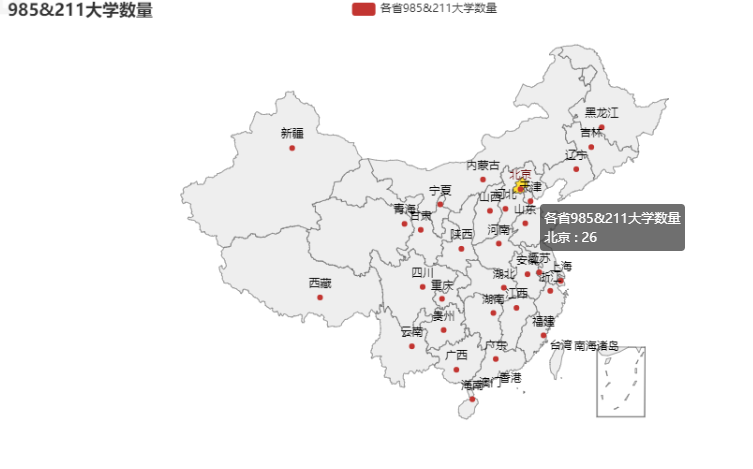 985&211大学数量
各省985&211大学数量
黑龙江
吉林
新疆
辽宁
内蒙古
北京
天津
宁夏
山西
河北
青海
甘肃
山东
各省985&211大学数量
北京 : 26
陕西
河南
四川
湖北
安徽
江苏
上海
西藏
重庆
浙江
湖南
江西
贵州
云南
福建
广西
广东
台湾
南海诸岛
海南
澳门
香港